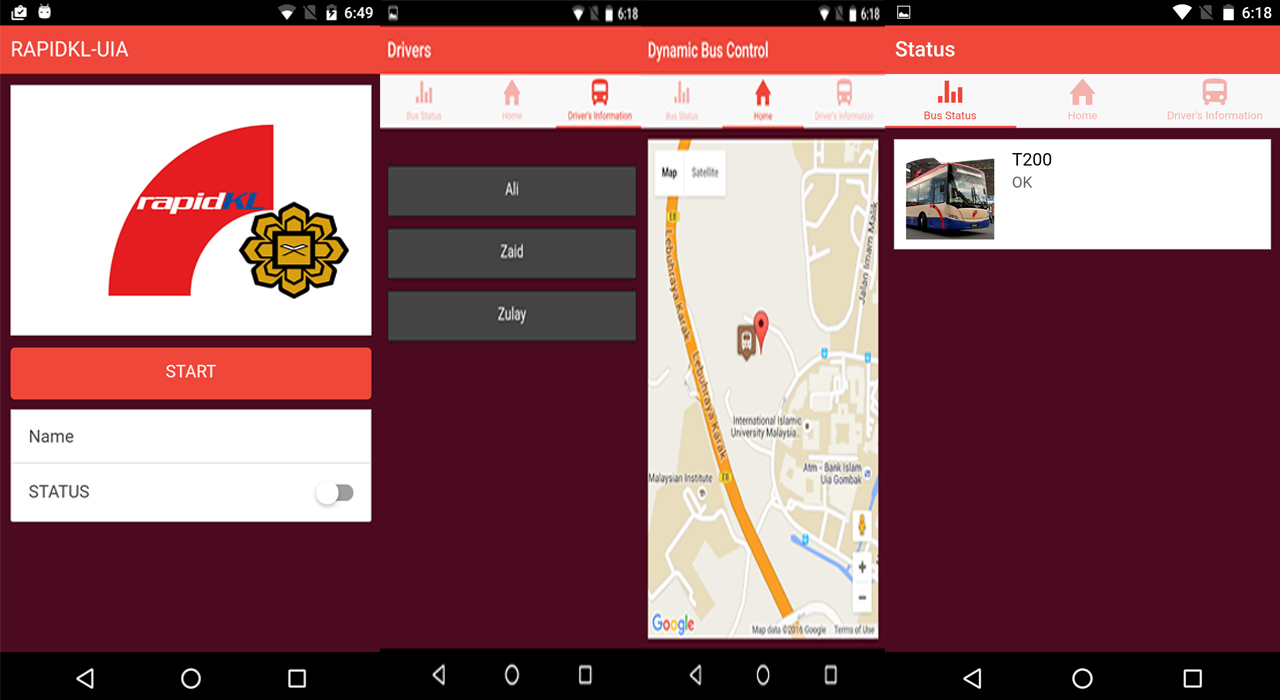 6:49
RAPIDKL-UIA
rapidKL
START
Name
STATUS
6:18
Drivers
Bus Status
Home
Driver's Information
Ali
Zaid
Zulay
6:18
Dynamic Bus Control
Bus Status
Home
Driver's Information
Map
Satellite
E8
Lebuhraya Karak
Lebuhraya Karak
Jalan Imam Malik
International Islamic
University Malaysia...
Atm - Bank Islam
Uia Gombak
Malaysian Institute
E8
Google
Map data ©2016 Google
Terms of Use
6:18
Status
Bus Status
Home
Driver's Information
T200
OK